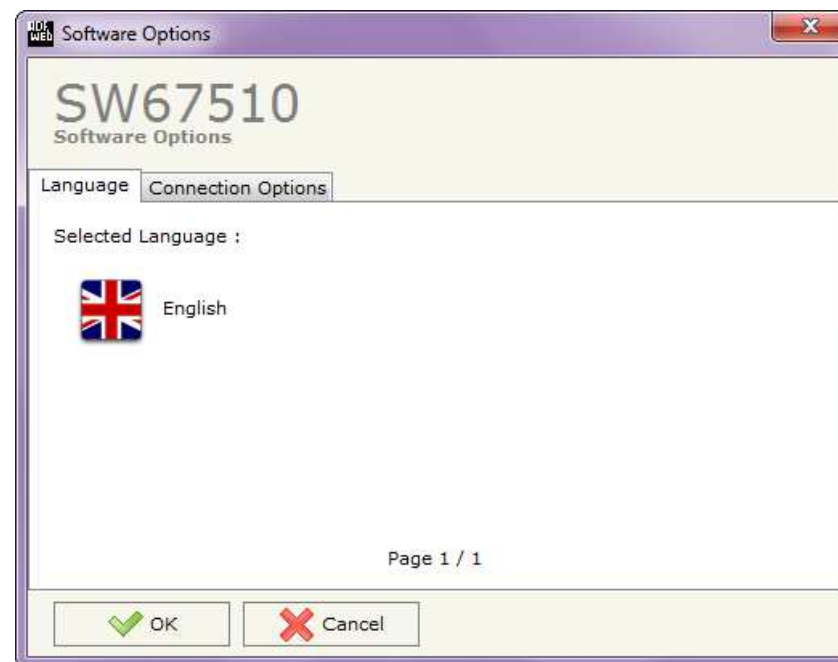 Software Options
SW67510
Software Options
Language Connection Options
Selected Language :
English
Page 1 / 1
OK Cancel